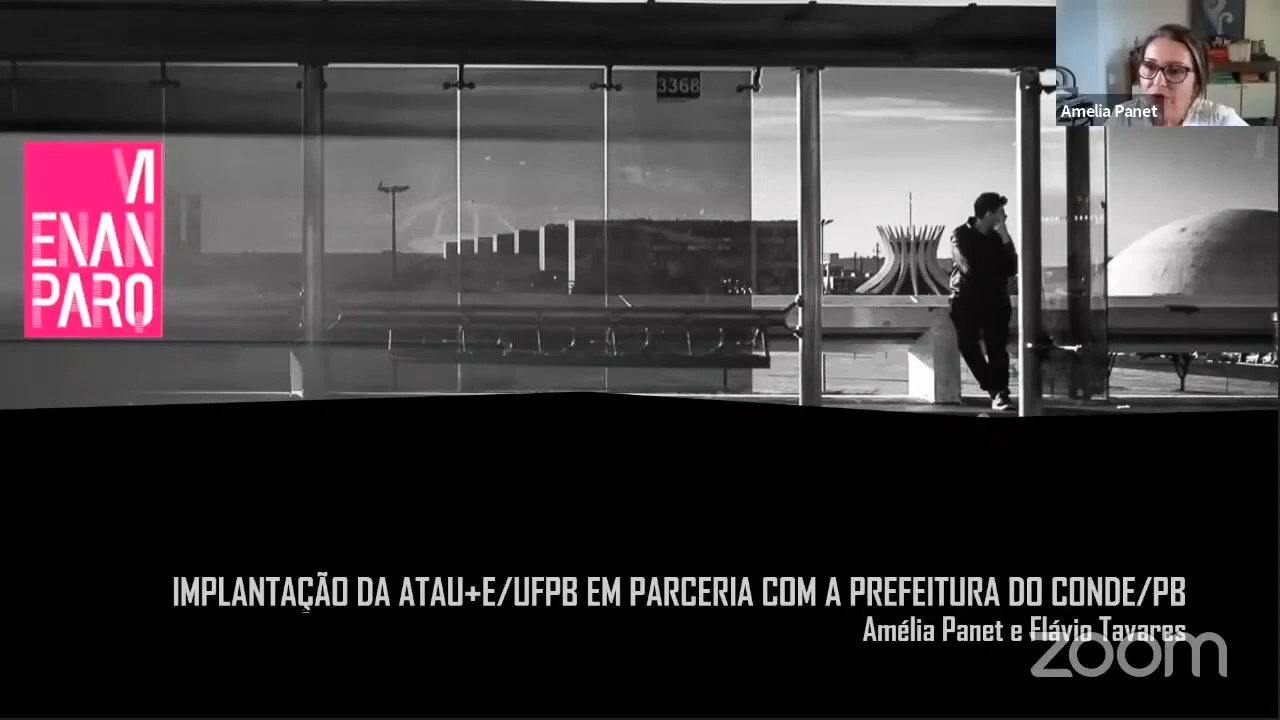 3368
Amelia Panet
VI
ENAN
PARQ
IMPLANTAÇÃO DA ATAU+E/UFPB EM PARCERIA COM A PREFEITURA DO CONDE/PB
Amélia Panet e Flávio Tavares
zoom